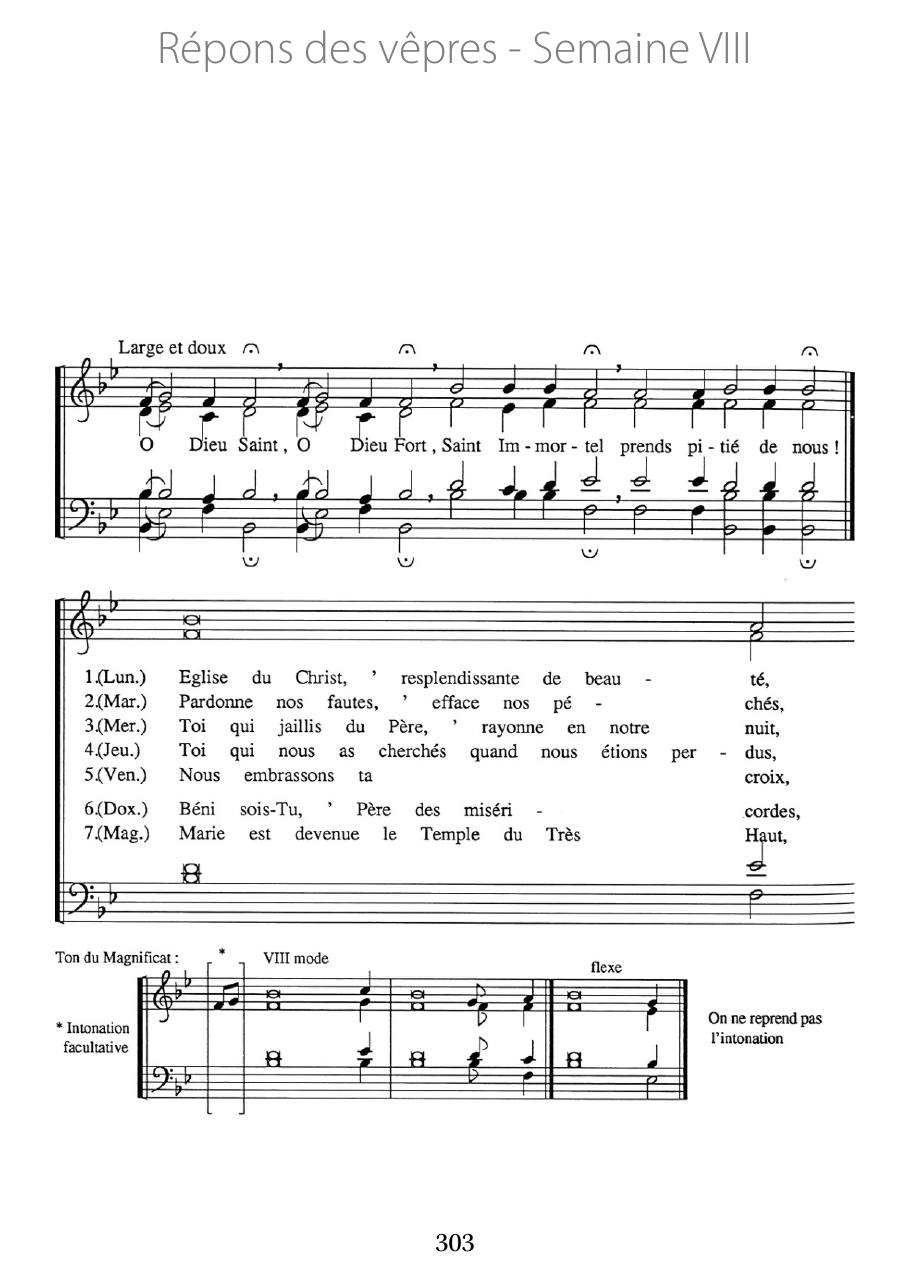 Répons des vêpres - Semaine VIII
Large et doux
O Dieu Saint, O Dieu Fort, Saint Im-mor-tel prends pi-tié de nous !
1.(Lun.) Eglise du Christ, ’ resplendissante de beau - té,
2.(Mar.) Pardonne nos fautes, ’ efface nos pé - chés,
3.(Mer.) Toi qui jaillis du Père, ’ rayonne en notre nuit,
4.(Jeu.) Toi qui nous as cherchés quand nous étions per - dus,
5.(Ven.) Nous embrassons ta croix,
6.(Dox.) Béni sois-Tu, ’ Père des miséri - cordes,
7.(Mag.) Marie est devenue le Temple du Très Haut,
Ton du Magnificat : * VIII mode
flexe
* Intonation
facultative
On ne reprend pas
l’intonation
303